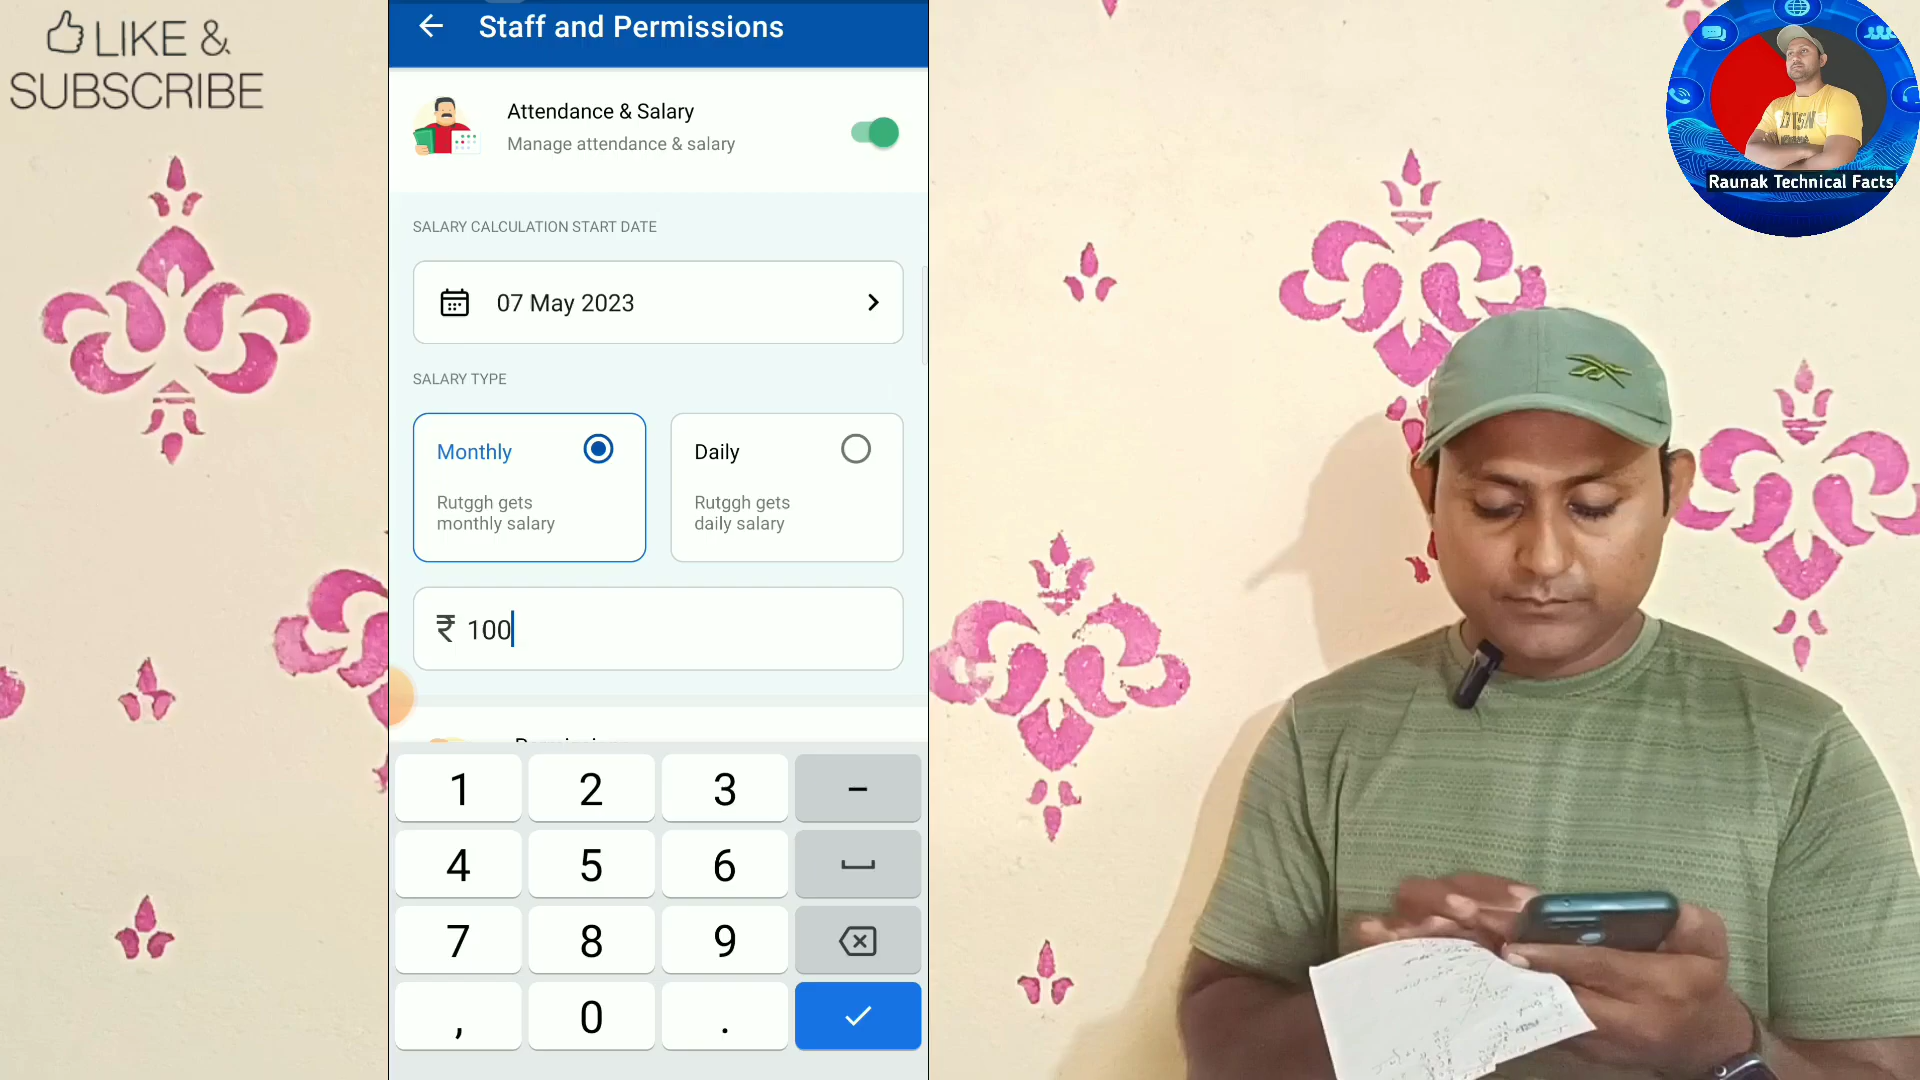 LIKE &
SUBSCRIBE
Staff and Permissions
Attendance & Salary
Manage attendance & salary
SALARY CALCULATION START DATE
07 May 2023
SALARY TYPE
Monthly
Rutggh gets
monthly salary
Daily
Rutggh gets
daily salary
₹ 100
1 2 3 –
4 5 6
7 8 9
, 0 .
Raunak Technical Facts